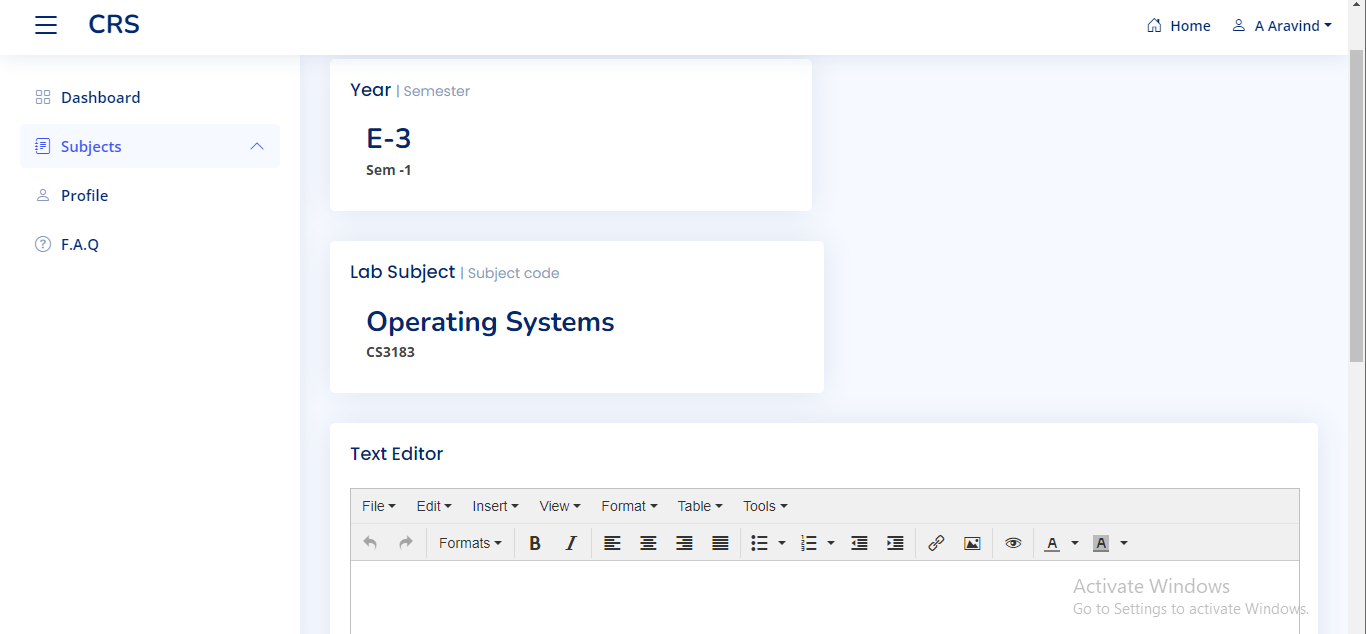 CRS
Home A Aravind
Dashboard
Subjects
Profile
F.A.Q
Year | Semester
E-3
Sem -1
Lab Subject | Subject code
Operating Systems
CS3183
Text Editor
File Edit Insert View Format Table Tools
Formats B I A A
Activate Windows
Go to Settings to activate Windows.